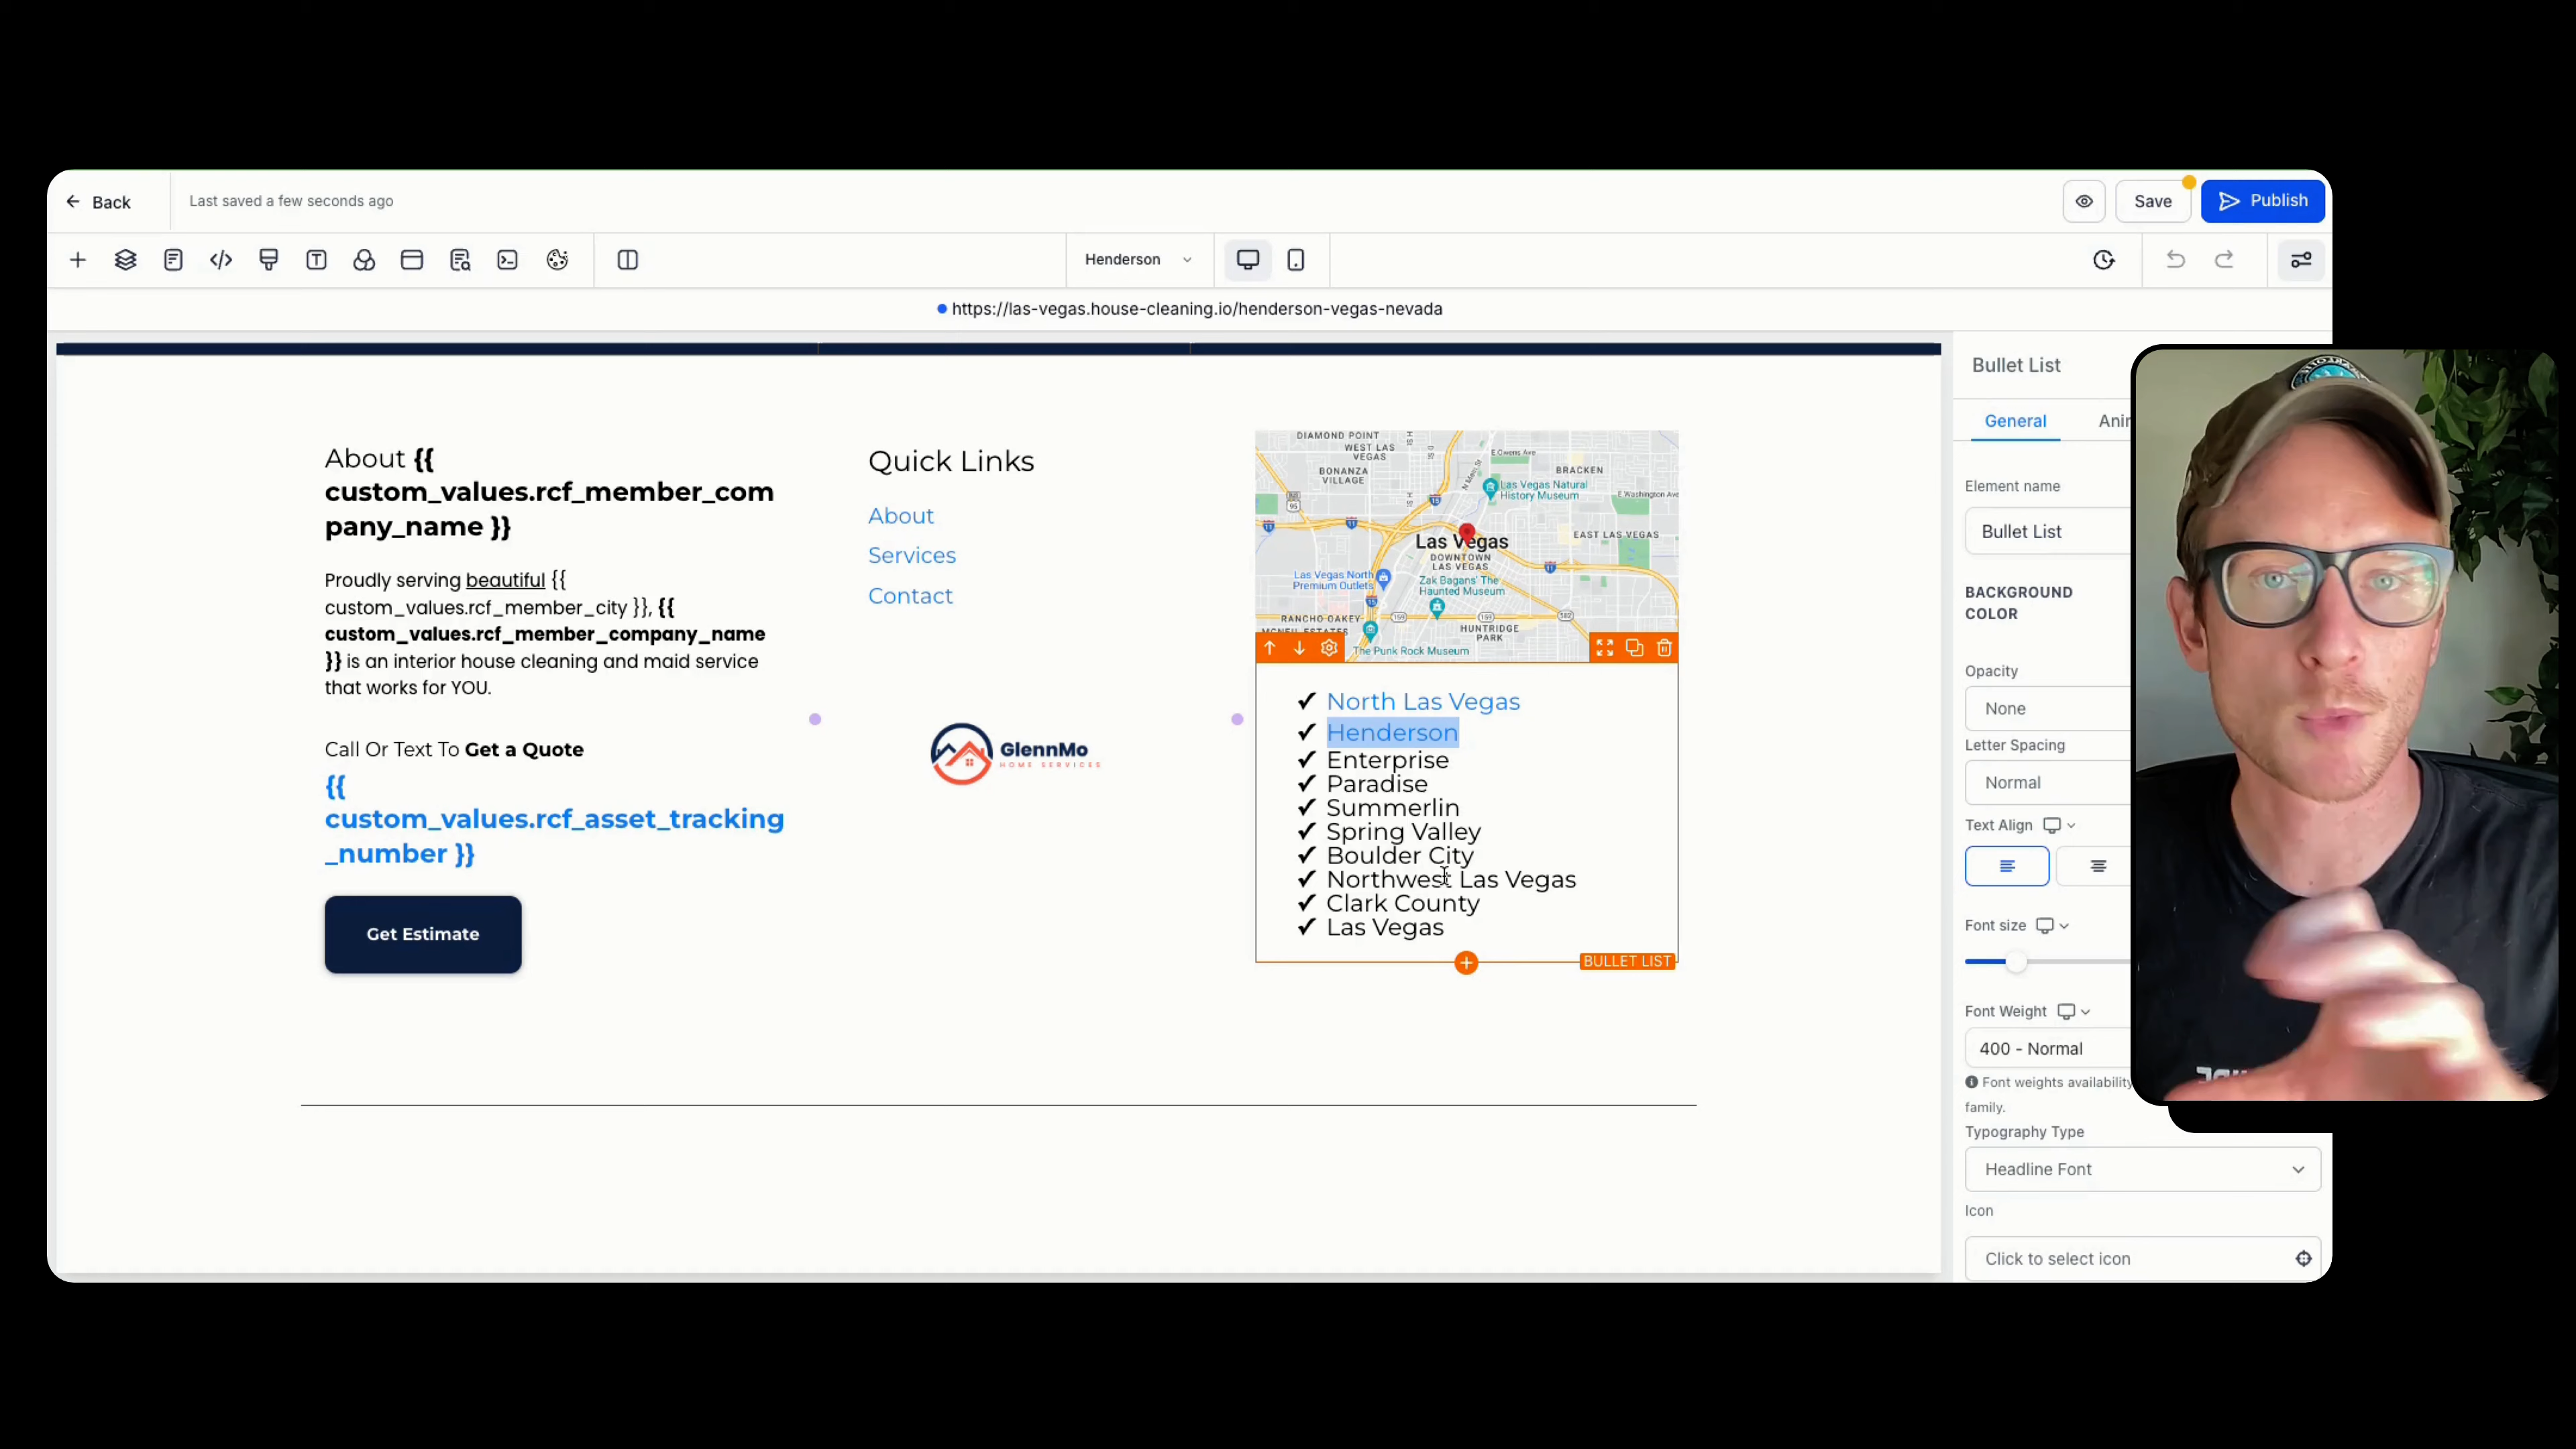 Back
Last saved a few seconds ago
Save
Publish
Henderson
https://las-vegas.house-cleaning.io/henderson-vegas-nevada
About {{
custom_values.rcf_member_com
pany_name }}
Proudly serving beautiful {{
custom_values.rcf_member_city }}, {{
custom_values.rcf_member_company_name
}} is an interior house cleaning and maid service
that works for YOU.
Call Or Text To Get a Quote
{{
custom_values.rcf_asset_tracking
_number }}
Get Estimate
Quick Links
About
Services
Contact
GlennMo
HOME SERVICES
DIAMOND POINT
WEST LAS
VEGAS
E Owens Ave
BONANZA
VILLAGE
N Main St
BRACKEN
Las Vegas Natural
History Museum
E Washington Ave
Las Vegas
DOWNTOWN
LAS VEGAS
EAST LAS VEGAS
Las Vegas North
Premium Outlets
Zak Bagans' The
Haunted Museum
RANCHO OAKEY
MCNEIL ESTATES
HUNTRIDGE
PARK
The Punk Rock Museum
✓ North Las Vegas
✓ Henderson
✓ Enterprise
✓ Paradise
✓ Summerlin
✓ Spring Valley
✓ Boulder City
✓ Northwest Las Vegas
✓ Clark County
✓ Las Vegas
BULLET LIST
Bullet List
General
Element name
Bullet List
BACKGROUND
COLOR
Opacity
None
Letter Spacing
Normal
Text Align
Font size
Font Weight
400 - Normal
Font weights availability
family.
Typography Type
Headline Font
Icon
Click to select icon